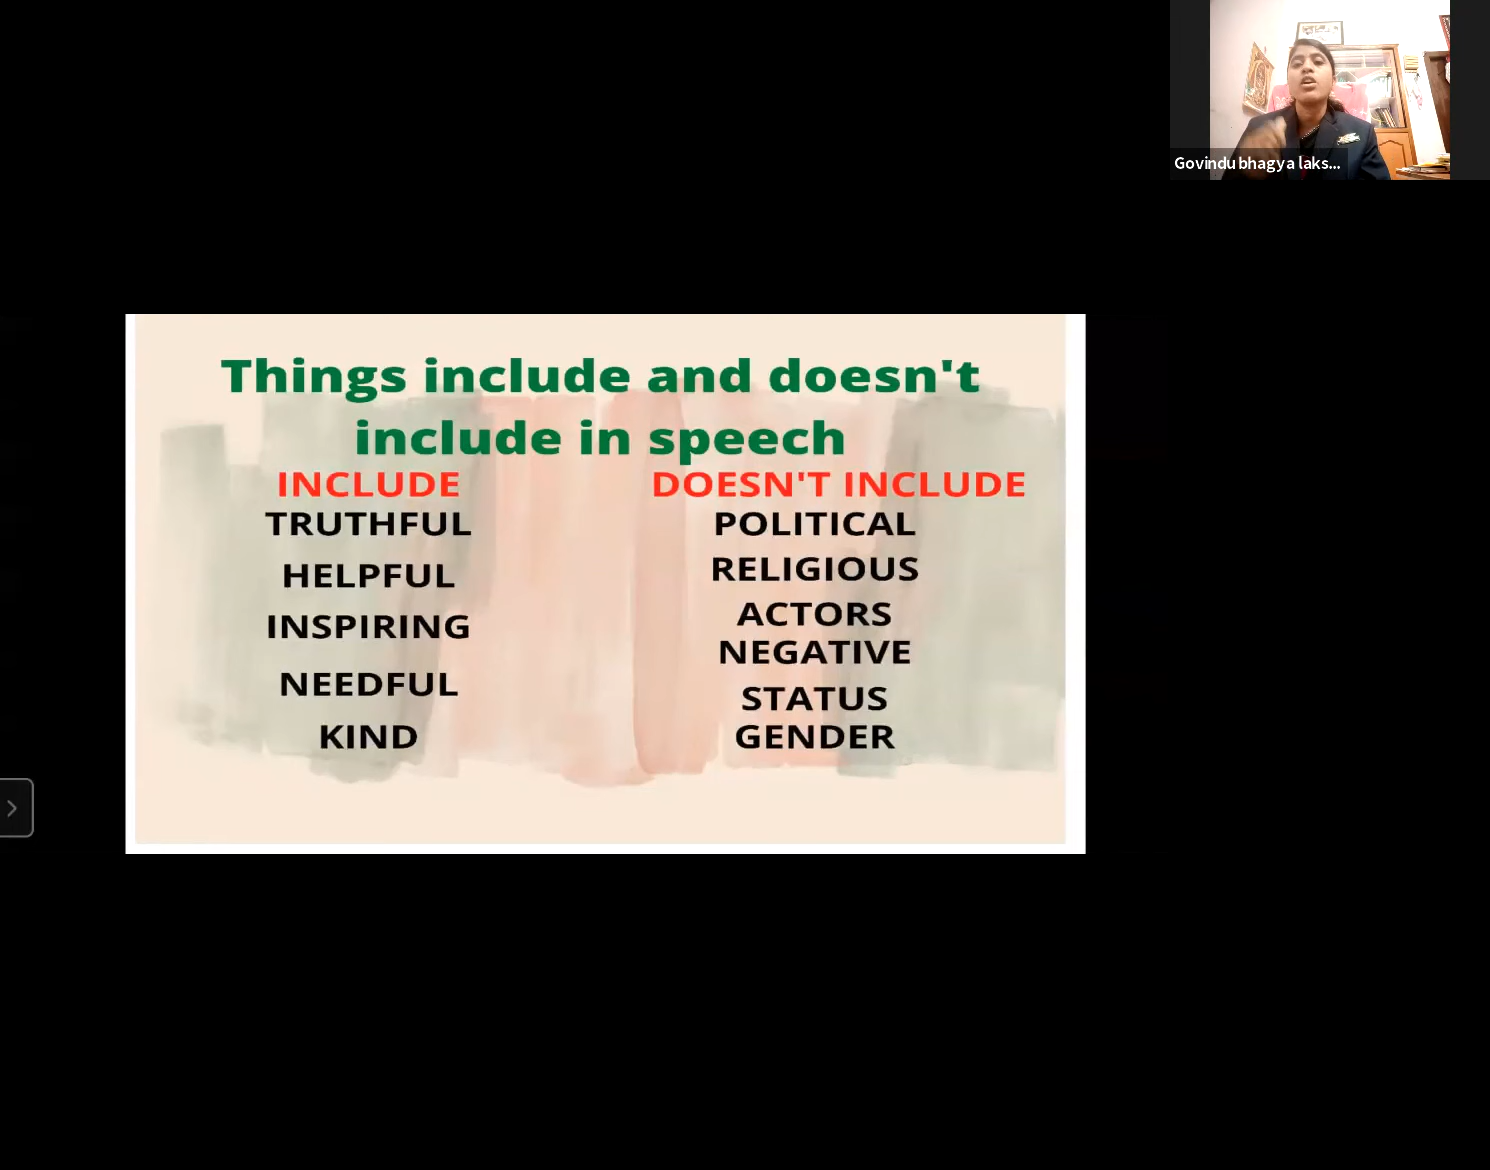 Govindu bhagya laks...
Things include and doesn't
include in speech
INCLUDE
TRUTHFUL
HELPFUL
INSPIRING
NEEDFUL
KIND
DOESN'T INCLUDE
POLITICAL
RELIGIOUS
ACTORS
NEGATIVE
STATUS
GENDER